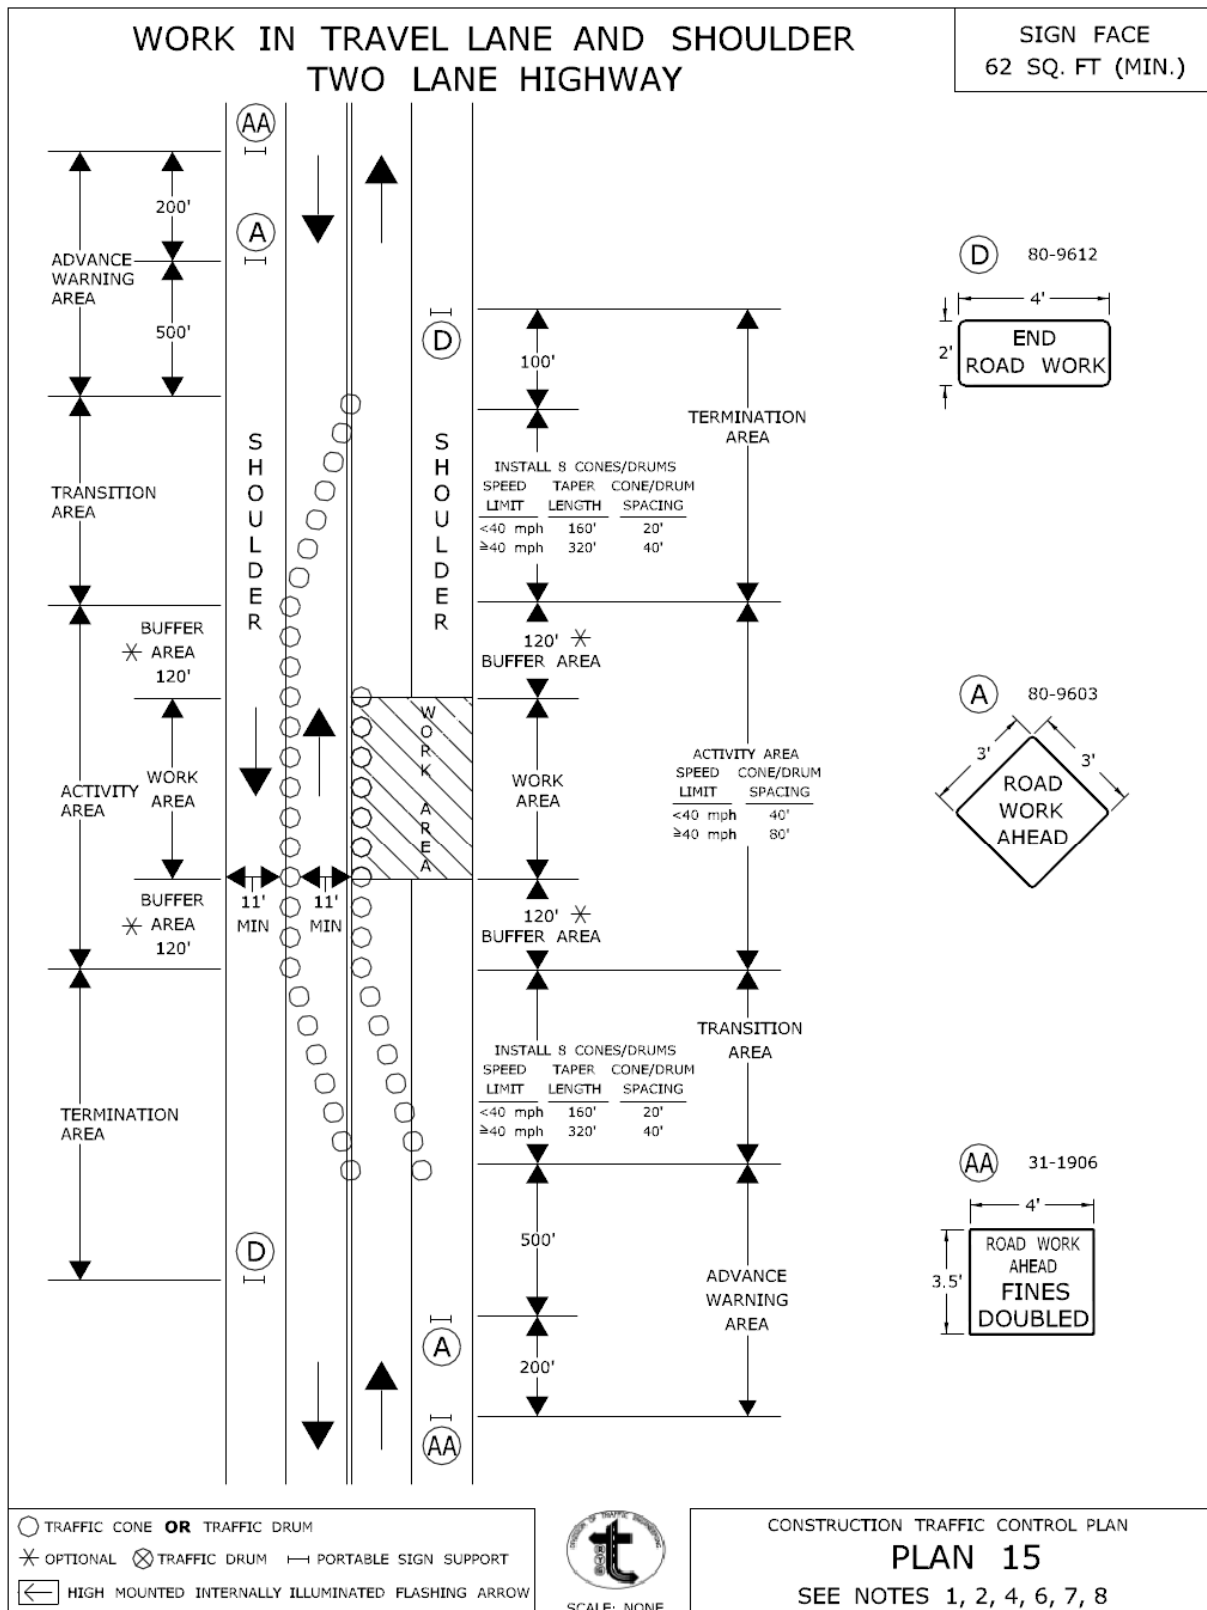 WORK IN TRAVEL LANE AND SHOULDER
TWO LANE HIGHWAY
SIGN FACE
62 SQ. FT (MIN.)
AA
200'
A
ADVANCE
WARNING
AREA
500'
D
100'
TERMINATION
AREA
SHOULDER
SHOULDER
TRANSITION
AREA
INSTALL 8 CONES/DRUMS
SPEED TAPER CONE/DRUM
LIMIT LENGTH SPACING
<40 mph 160' 20'
≥40 mph 320' 40'
BUFFER
* AREA
120'
120' *
BUFFER AREA
WORK AREA
ACTIVITY
AREA
WORK
AREA
WORK
AREA
ACTIVITY AREA
SPEED CONE/DRUM
LIMIT SPACING
<40 mph 40'
≥40 mph 80'
BUFFER
* AREA
120'
11'
MIN
11'
MIN
120' *
BUFFER AREA
TRANSITION
AREA
INSTALL 8 CONES/DRUMS
SPEED TAPER CONE/DRUM
LIMIT LENGTH SPACING
<40 mph 160' 20'
≥40 mph 320' 40'
TERMINATION
AREA
D
500'
ADVANCE
WARNING
AREA
A
200'
AA
D 80-9612
4'
2'
END
ROAD WORK
A 80-9603
3'
3'
ROAD
WORK
AHEAD
AA 31-1906
4'
3.5'
ROAD WORK
AHEAD
FINES
DOUBLED
TRAFFIC CONE OR TRAFFIC DRUM
* OPTIONAL TRAFFIC DRUM PORTABLE SIGN SUPPORT
HIGH MOUNTED INTERNALLY ILLUMINATED FLASHING ARROW
DIVISION OF TRAFFIC ENGINEERING
SCALE: NONE
CONSTRUCTION TRAFFIC CONTROL PLAN
PLAN 15
SEE NOTES 1, 2, 4, 6, 7, 8